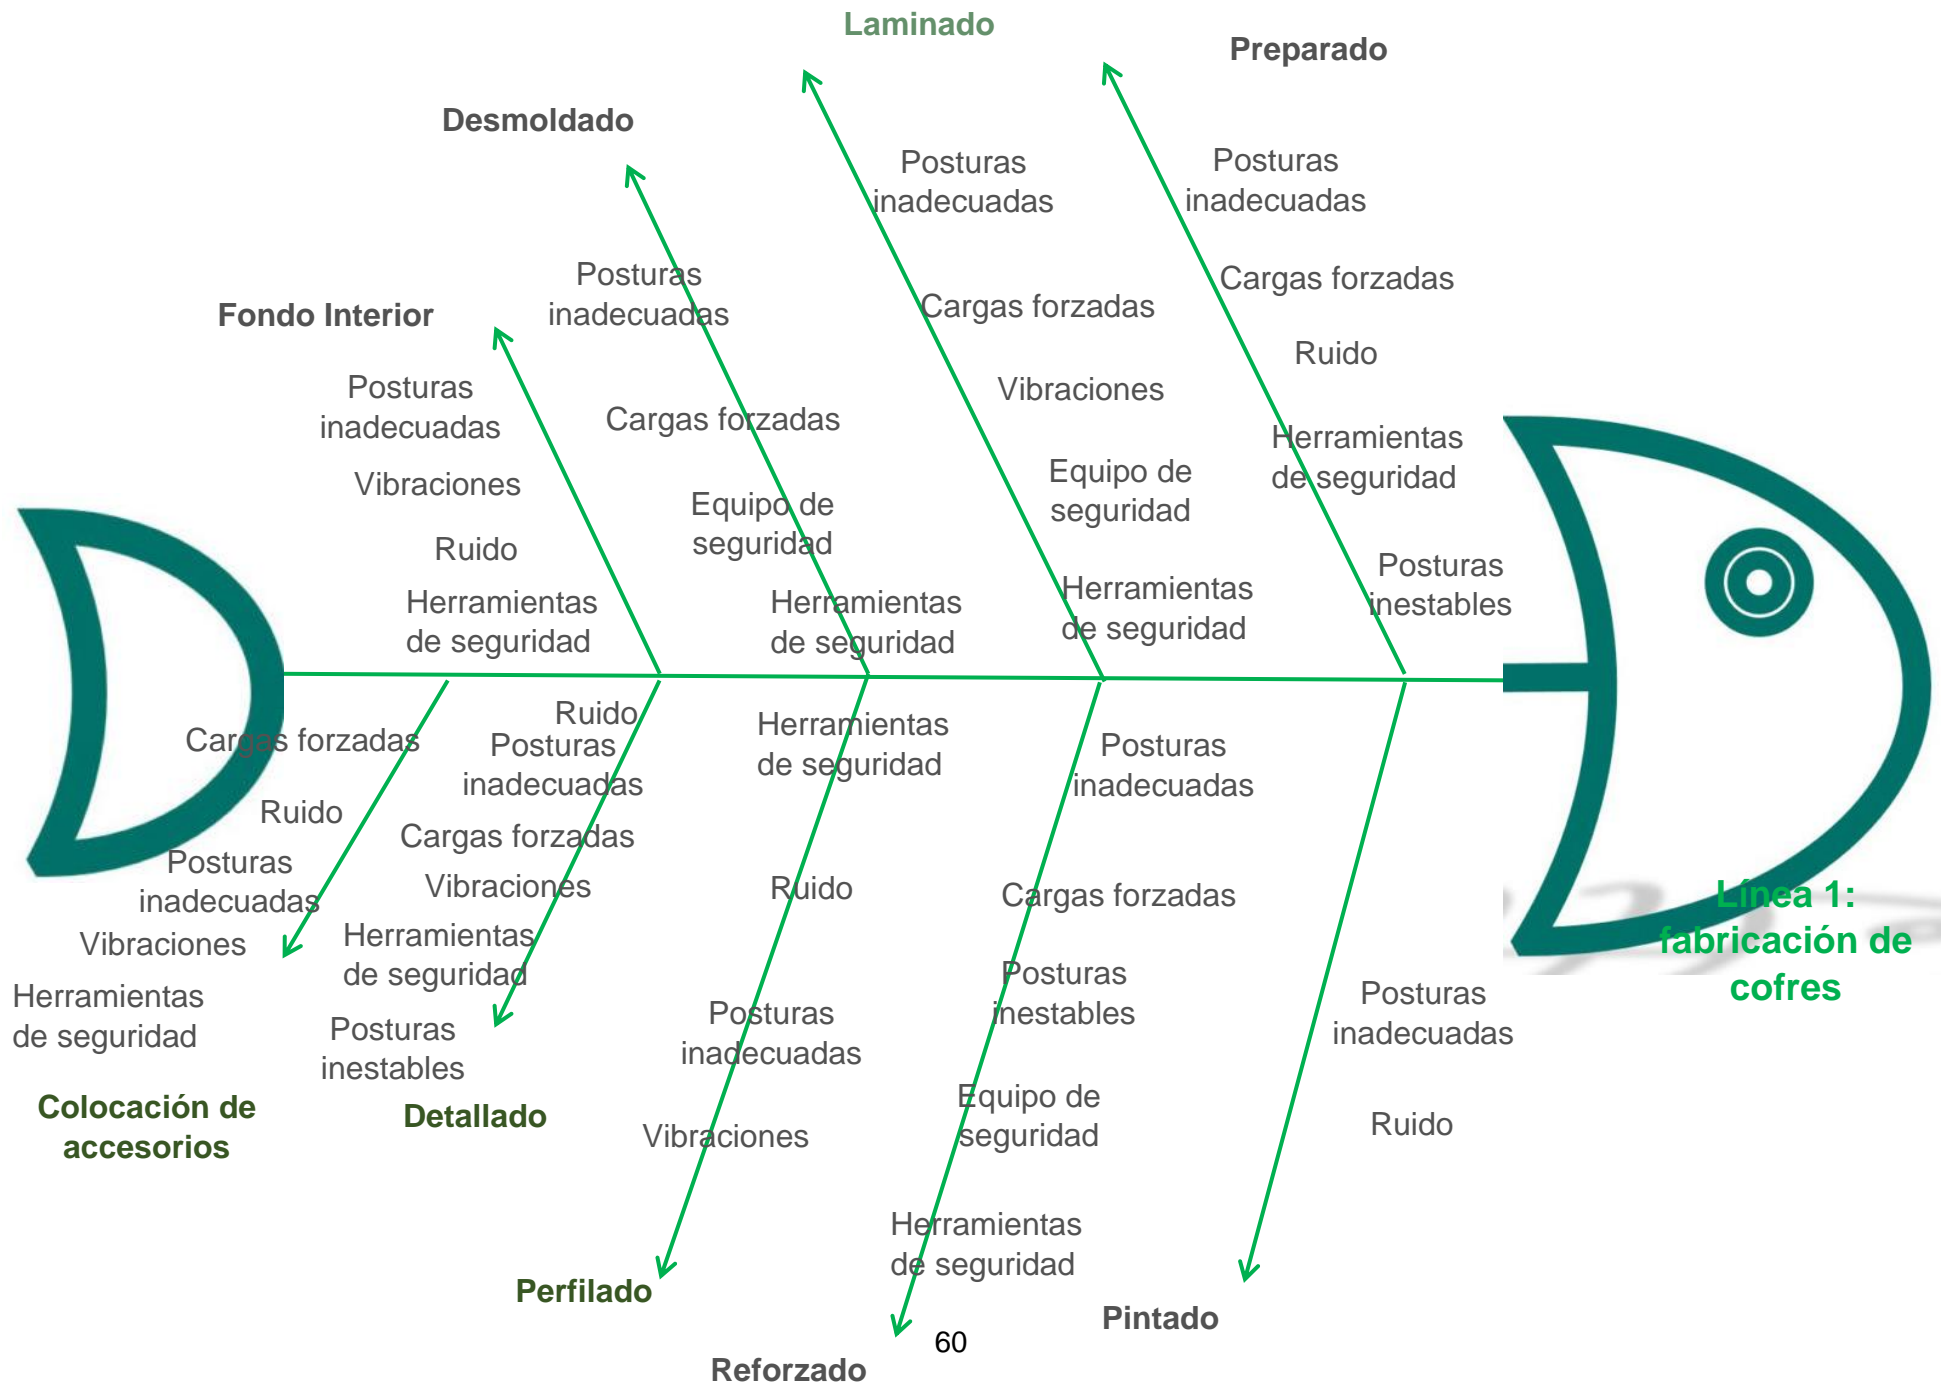 Laminado
Preparado
Desmoldado
Fondo Interior
Posturas
inadecuadas
Vibraciones
Ruido
Herramientas
de seguridad
Posturas
inadecuadas
Cargas forzadas
Equipo de
seguridad
Herramientas
de seguridad
Posturas
inadecuadas
Cargas forzadas
Vibraciones
Equipo de
seguridad
Herramientas
de seguridad
Posturas
inadecuadas
Cargas forzadas
Ruido
Herramientas
de seguridad
Posturas
inestables
Cargas forzadas
Ruido
Posturas
inadecuadas
Vibraciones
Herramientas
de seguridad
Colocación de
accesorios
Ruido
Posturas
inadecuadas
Cargas forzadas
Vibraciones
Herramientas
de seguridad
Posturas
inestables
Detallado
Herramientas
de seguridad
Ruido
Posturas
inadecuadas
Vibraciones
Perfilado
Posturas
inadecuadas
Cargas forzadas
Posturas
inestables
Equipo de
seguridad
Herramientas
de seguridad
Reforzado
Posturas
inadecuadas
Ruido
Pintado
Línea 1:
fabricación de
cofres
60